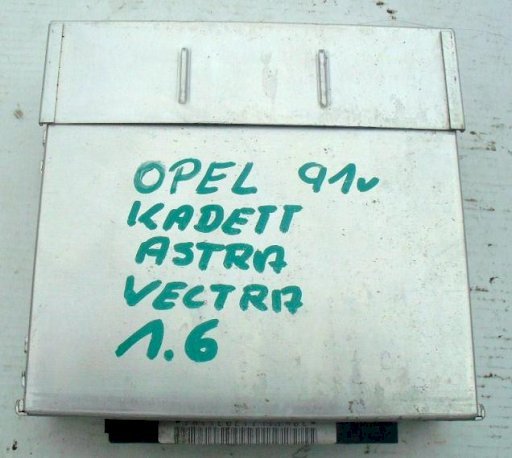 OPEL 91v
KADETT
ASTRA
VECTRA
1.6